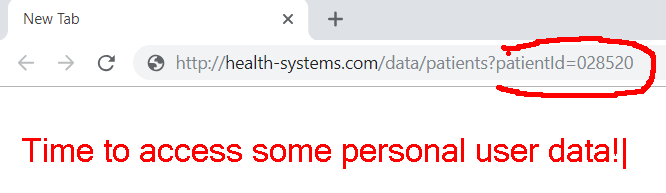 New Tab
http://health-systems.com/data/patients?patientId=028520
Time to access some personal user data!|